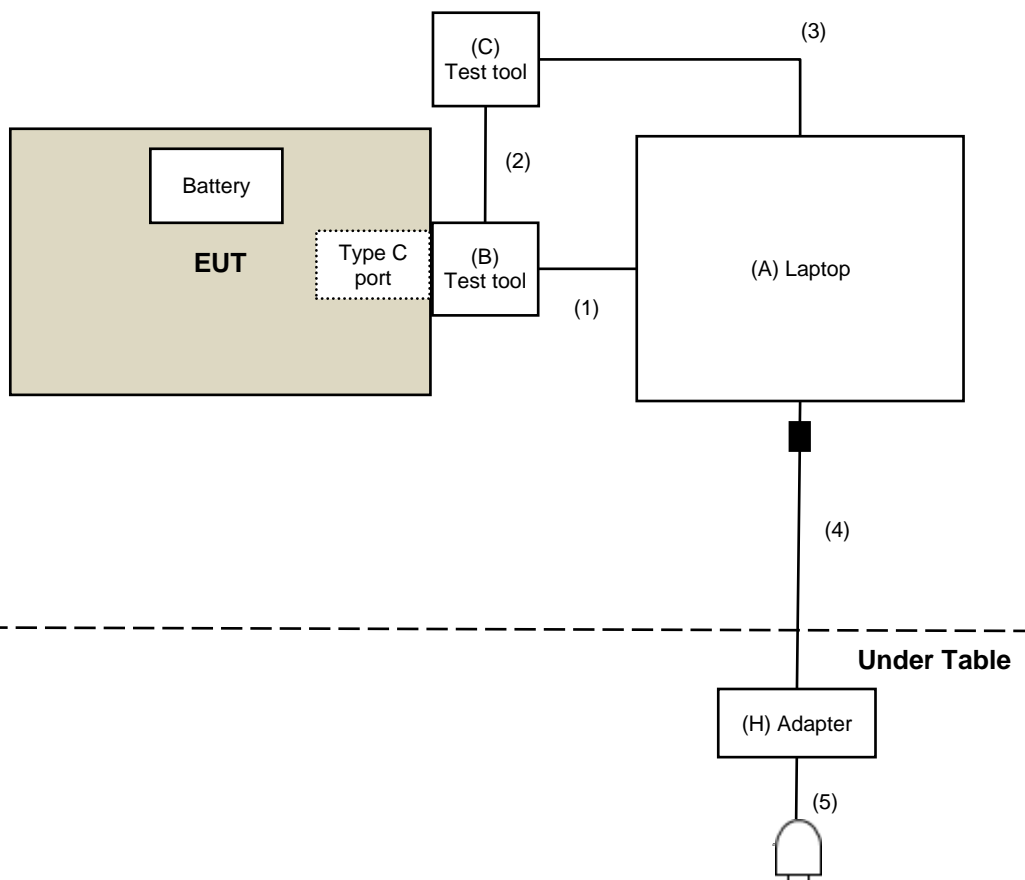 (C)
Test tool
(3)
(2)
Battery
EUT
Type C
port
(B)
Test tool
(1)
(A) Laptop
(4)
Under Table
(H) Adapter
(5)